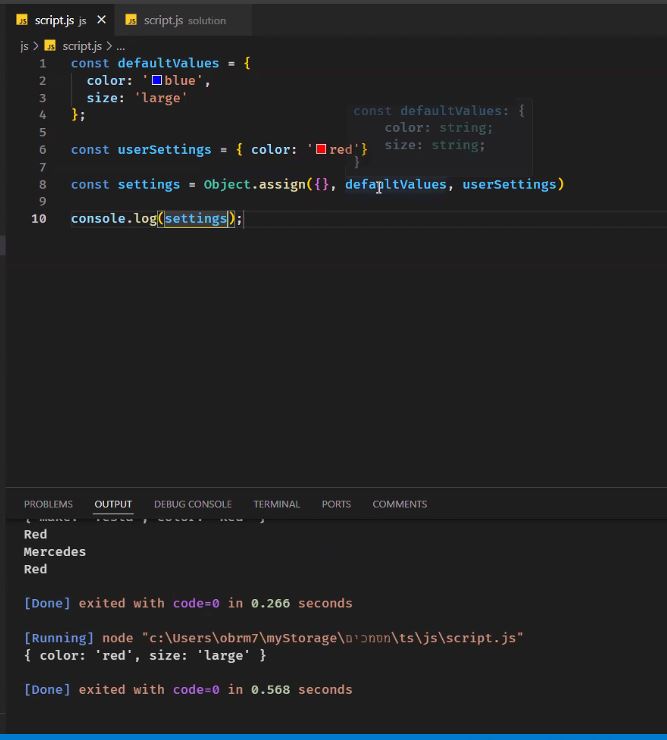 JS script.js js ×
JS script.js solution
js > JS script.js > ...
1 const defaultValues = {
2 color: 'blue',
3 size: 'large'
4 };
5
6 const userSettings = { color: 'red'}
7
8 const settings = Object.assign({}, defaultValues, userSettings)
9
10 console.log(settings);
const defaultValues: {
color: string;
size: string;
}
PROBLEMS OUTPUT DEBUG CONSOLE TERMINAL PORTS COMMENTS
Red
Mercedes
Red
[Done] exited with code=0 in 0.266 seconds
[Running] node "c:\Users\obrm7\myStorage\מסמכים\ts\js\script.js"
{ color: 'red', size: 'large' }
[Done] exited with code=0 in 0.568 seconds